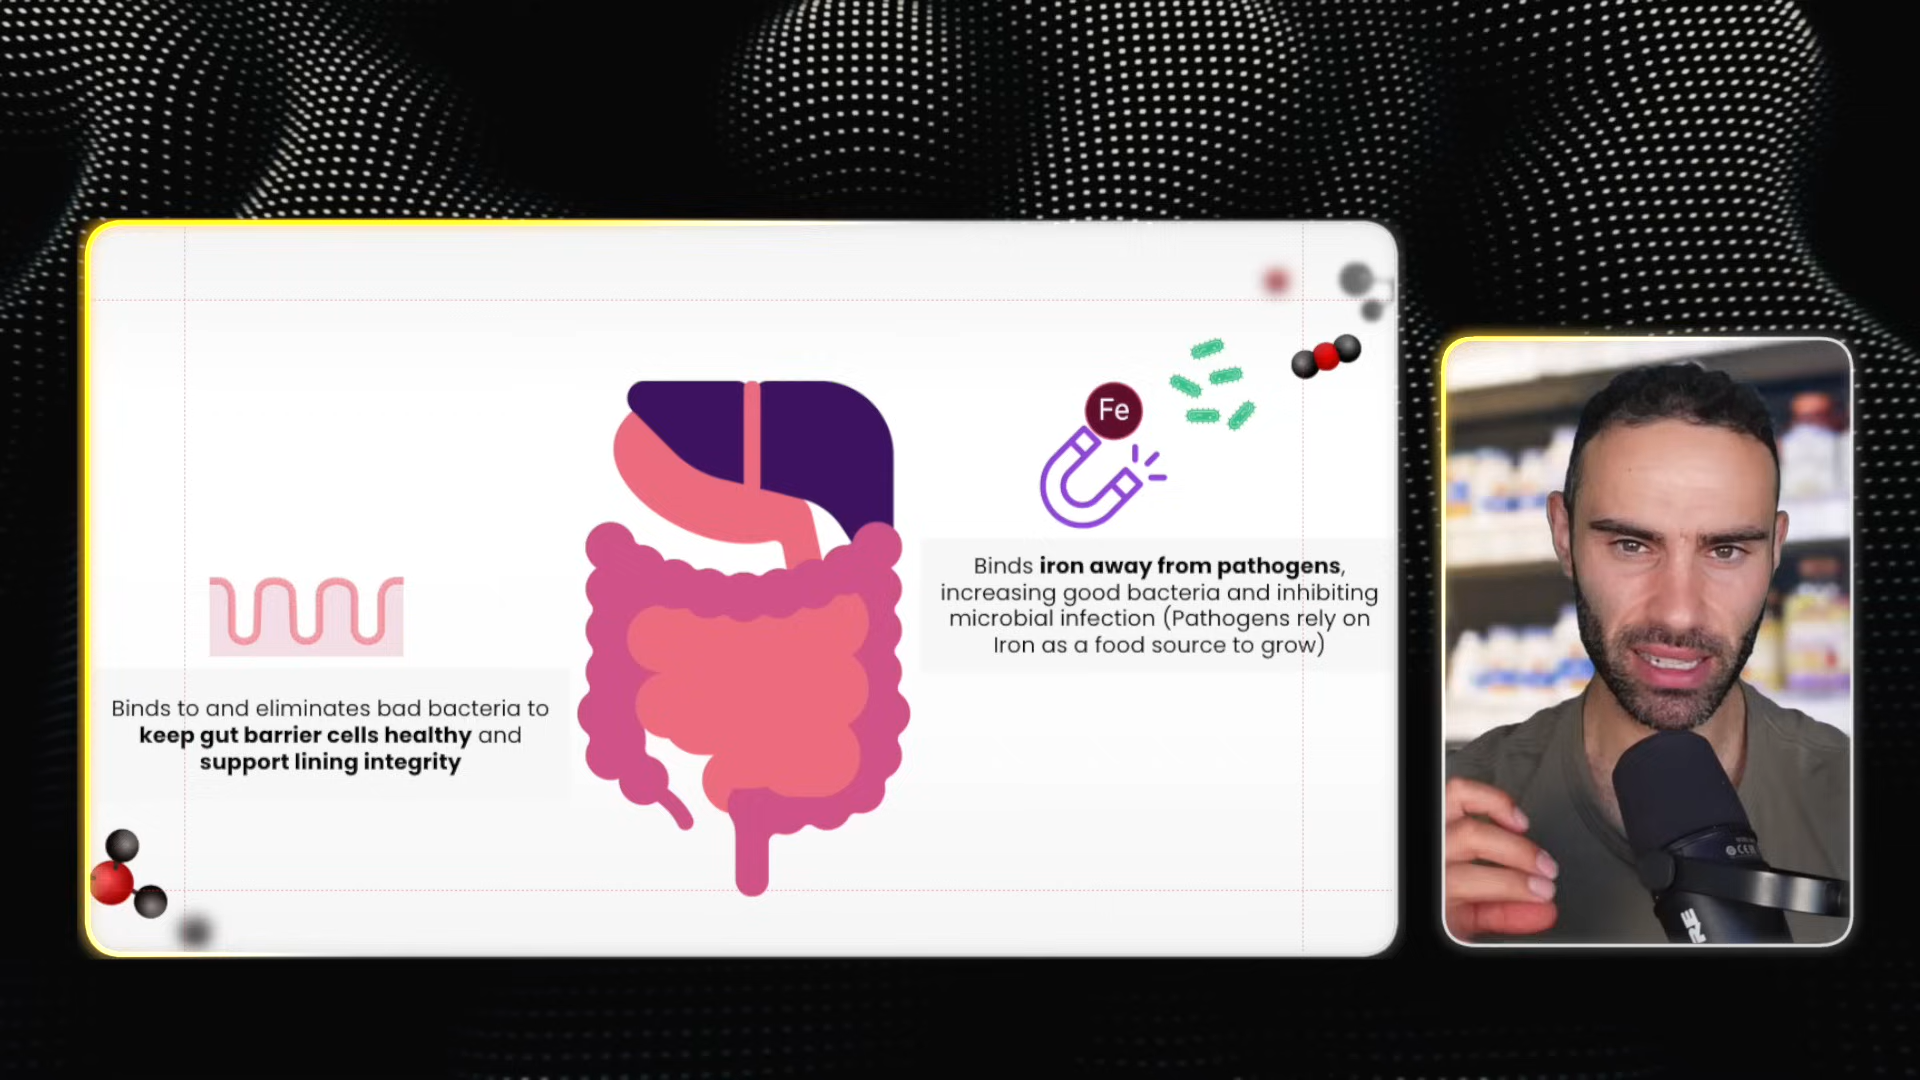 Fe
Binds iron away from pathogens,
increasing good bacteria and inhibiting
microbial infection (Pathogens rely on
Iron as a food source to grow)
Binds to and eliminates bad bacteria to
keep gut barrier cells healthy and
support lining integrity